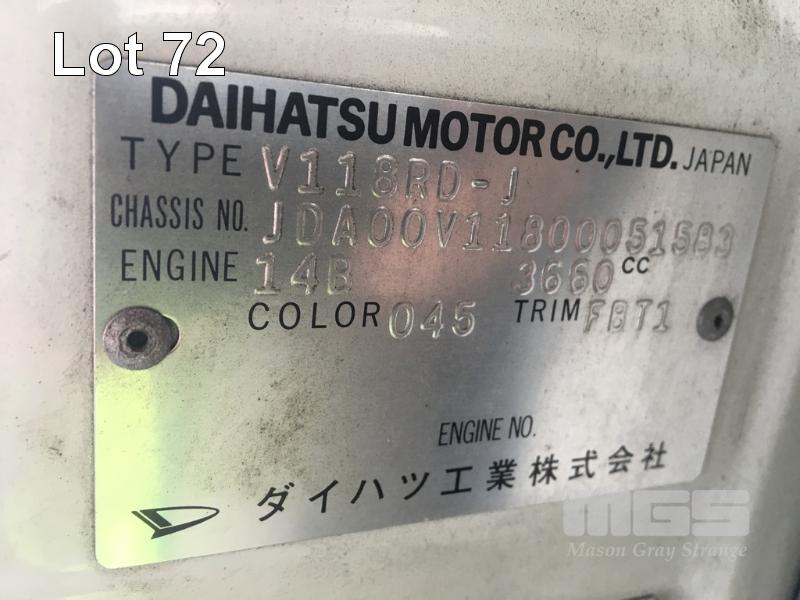 Lot 72
DAIHATSU MOTOR CO.,LTD. JAPAN
TYPE V118RD-J
CHASSIS NO. JDA00V11800051583
ENGINE 14B 3660 CC
COLOR 045 TRIM FB71
ENGINE NO.
ダイハツ工業株式会社
MGS
Mason Gray Strange